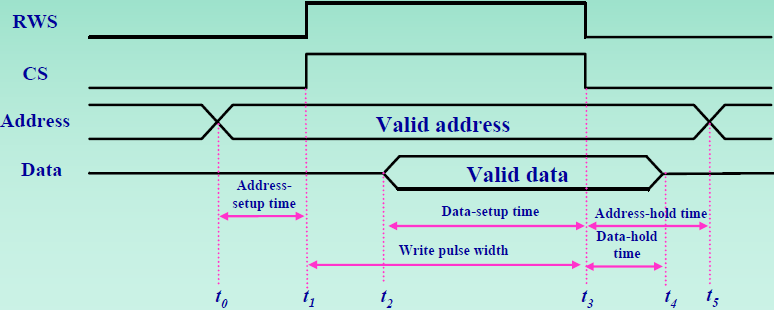 RWS
CS
Address
Valid address
Data
Valid data
Address-
setup time
Data-setup time
Address-hold time
Write pulse width
Data-hold
time
t0
t1
t2
t3
t4
t5